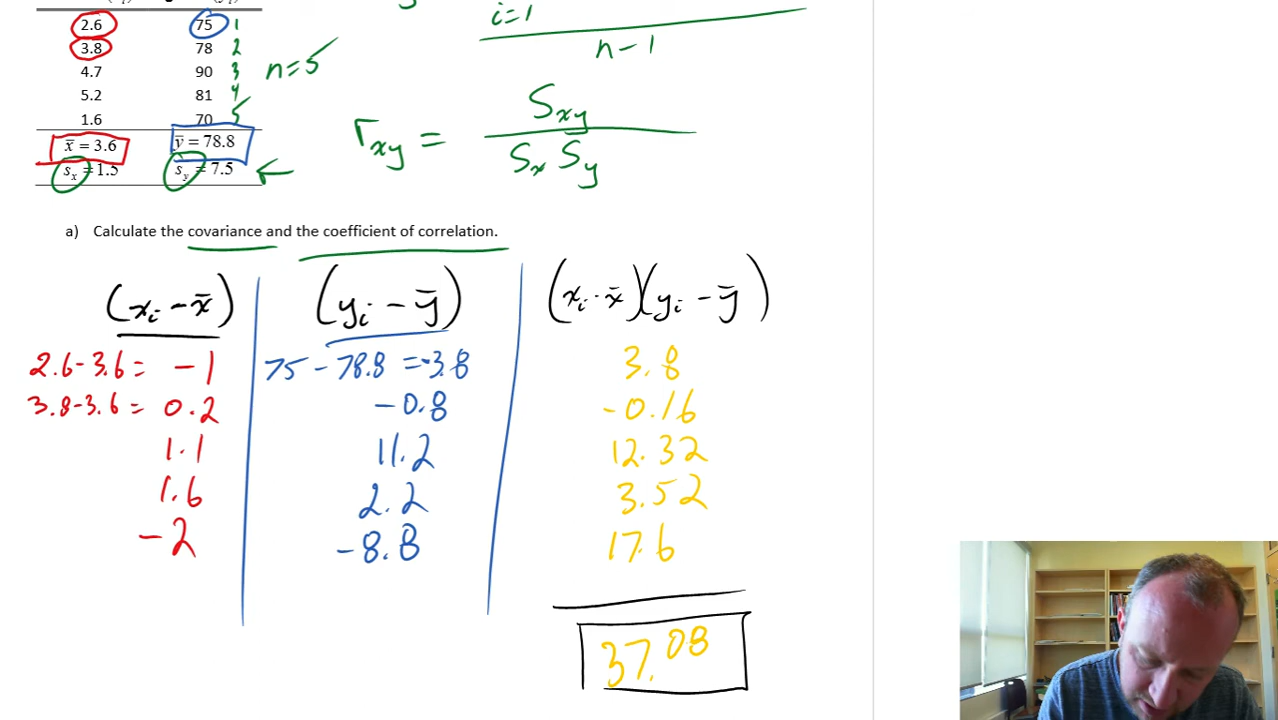 2.6 75 1
3.8 78 2
4.7 90 3
5.2 81 4
1.6 70 5
x̄ = 3.6 ȳ = 78.8
sx = 1.5 sy = 7.5
n=5
i=1
n-1
rxy = Sxy / Sx Sy
a) Calculate the covariance and the coefficient of correlation.
(xi - x̄) (yi - ȳ) (xi - x̄)(yi - ȳ)
2.6-3.6= -1 75-78.8=-3.8 3.8
3.8-3.6= 0.2 -0.8 -0.16
1.1 11.2 12.32
1.6 2.2 3.52
-2 -8.8 17.6
37.08